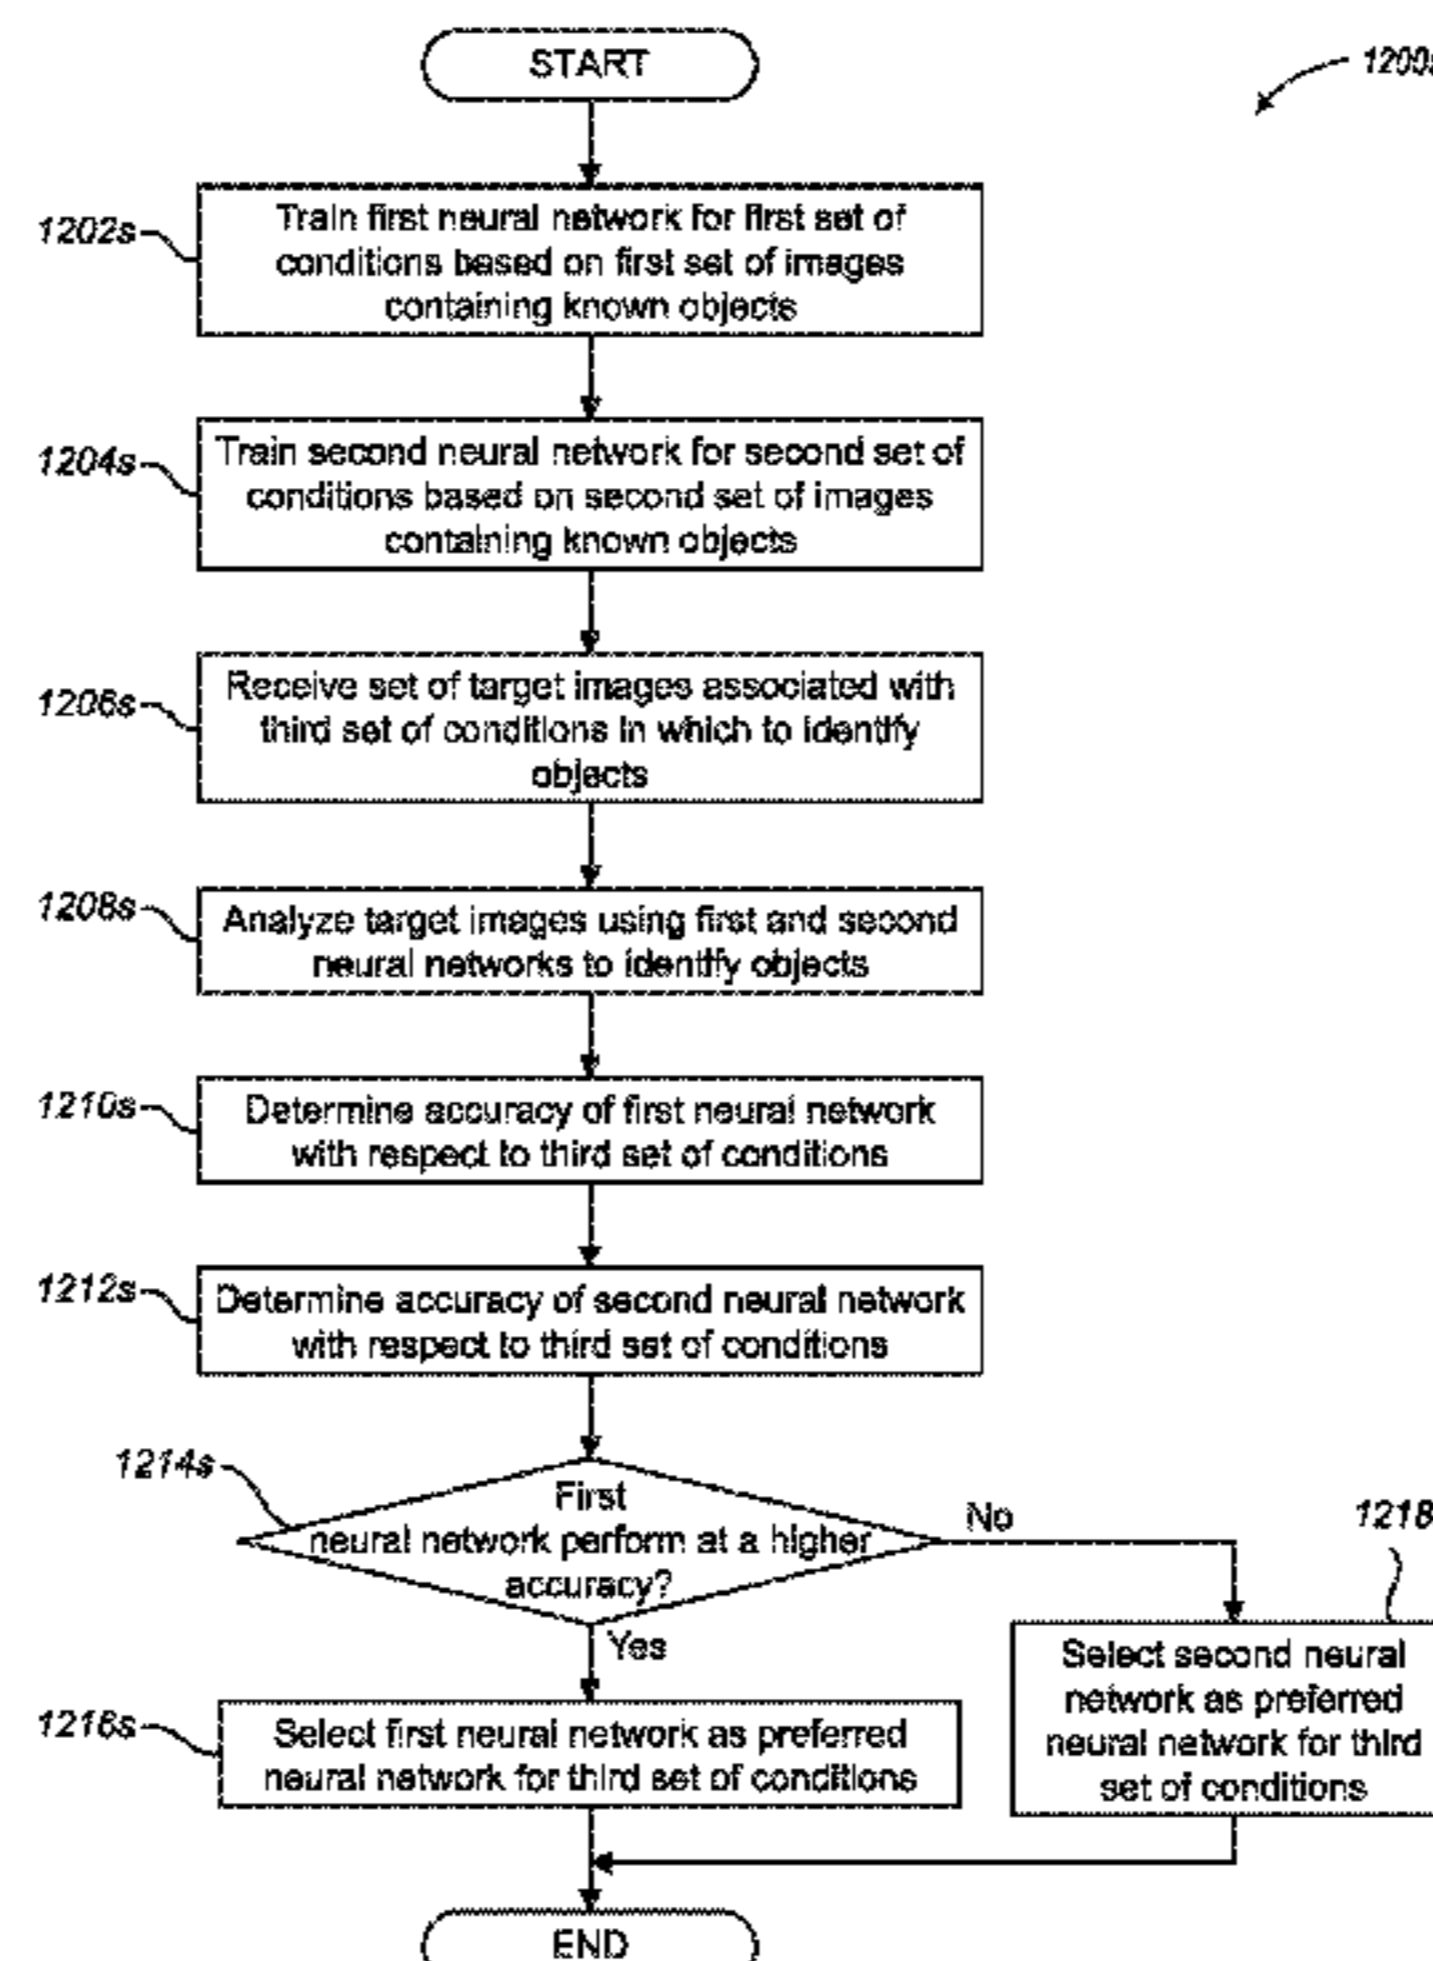 START
1200s
1202s
Train first neural network for first set of
conditions based on first set of images
containing known objects
1204s
Train second neural network for second set of
conditions based on second set of images
containing known objects
1206s
Receive set of target images associated with
third set of conditions in which to identify
objects
1208s
Analyze target images using first and second
neural networks to identify objects
1210s
Determine accuracy of first neural network
with respect to third set of conditions
1212s
Determine accuracy of second neural network
with respect to third set of conditions
1214s
First
neural network perform at a higher
accuracy?
No
Yes
1218
Select second neural
network as preferred
neural network for third
set of conditions
1216s
Select first neural network as preferred
neural network for third set of conditions
END